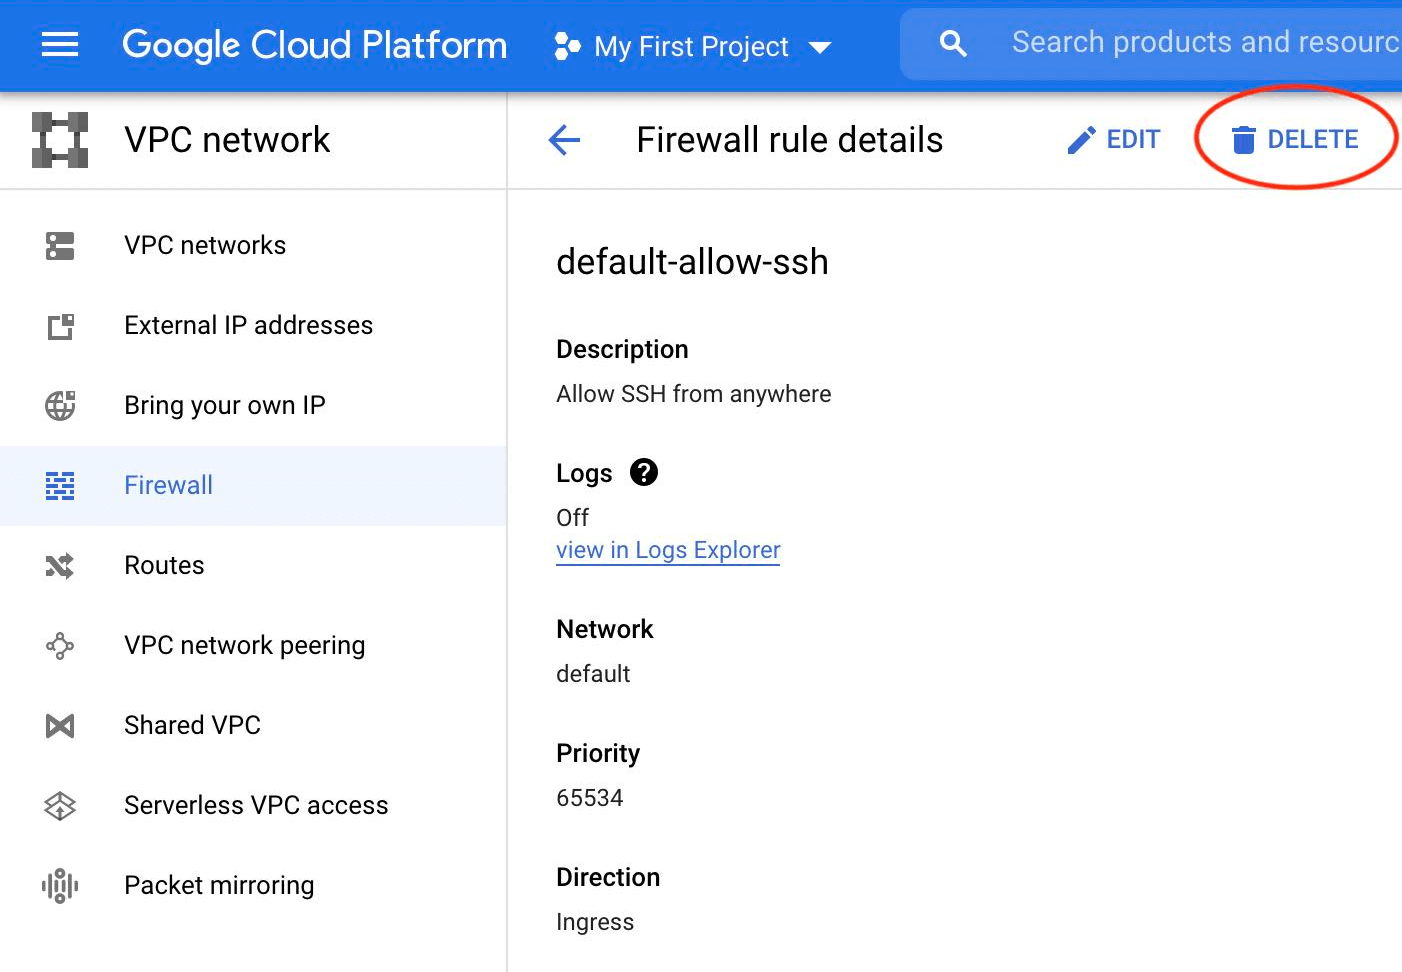 Google Cloud Platform
My First Project
Search products and resourc
VPC network
Firewall rule details
EDIT
DELETE
VPC networks
External IP addresses
Bring your own IP
Firewall
Routes
VPC network peering
Shared VPC
Serverless VPC access
Packet mirroring
default-allow-ssh
Description
Allow SSH from anywhere
Logs ?
Off
view in Logs Explorer
Network
default
Priority
65534
Direction
Ingress